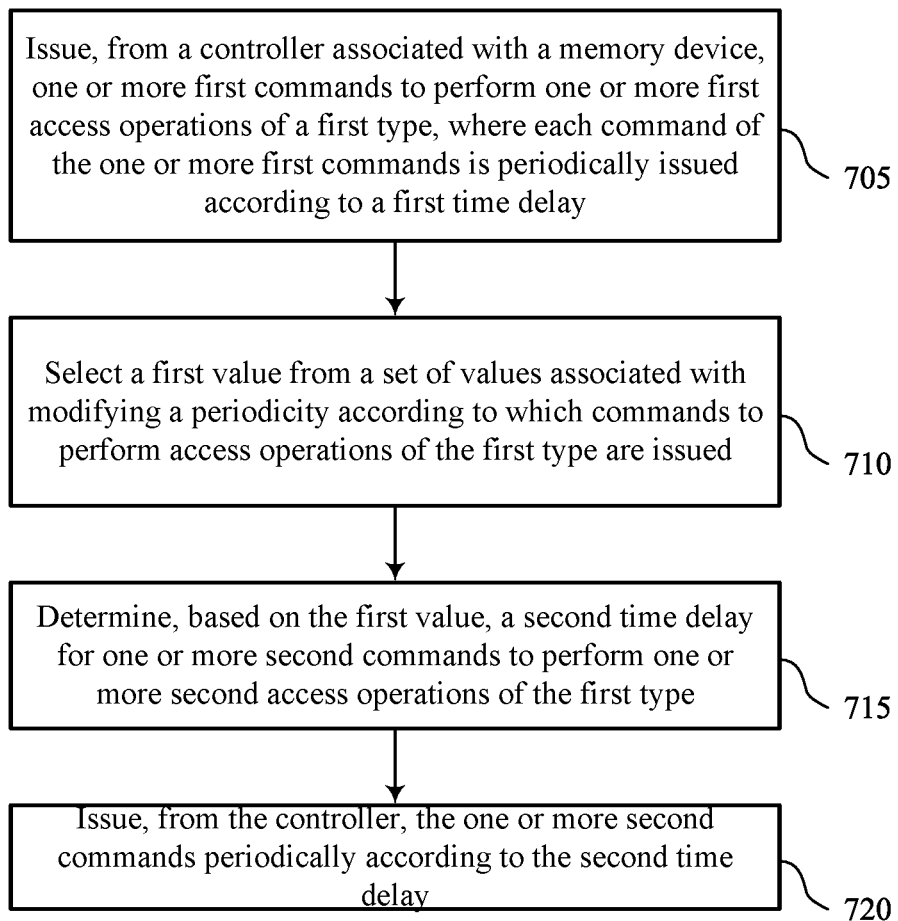 Issue, from a controller associated with a memory device,
one or more first commands to perform one or more first
access operations of a first type, where each command of
the one or more first commands is periodically issued
according to a first time delay
705
Select a first value from a set of values associated with
modifying a periodicity according to which commands to
perform access operations of the first type are issued
710
Determine, based on the first value, a second time delay
for one or more second commands to perform one or
more second access operations of the first type
715
Issue, from the controller, the one or more second
commands periodically according to the second time
delay
720